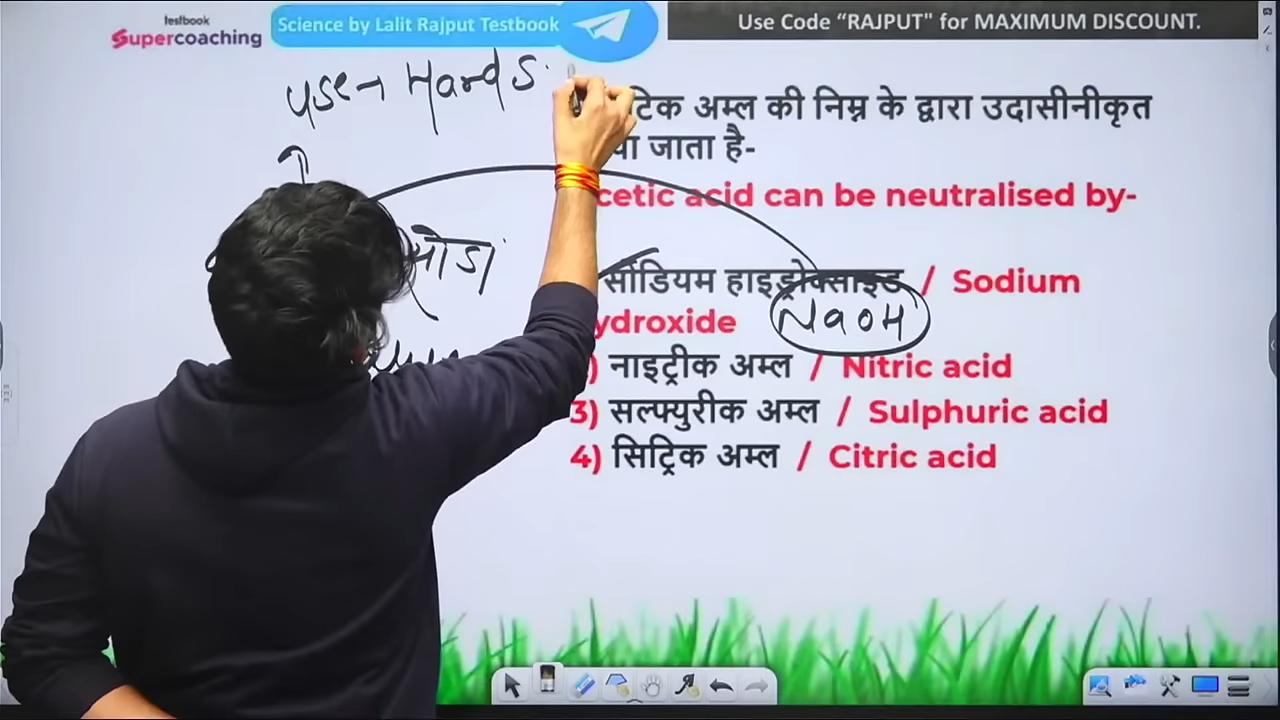 testbook
Supercoaching
Science by Lalit Rajput Testbook
Use Code “RAJPUT" for MAXIMUM DISCOUNT.
use → Hard S.
टिक अम्ल की निम्न के द्वारा उदासीनीकृत
या जाता है-
cetic acid can be neutralised by-
सोडियम हाइड्रोक्साइड / Sodium
ydroxide NaOH
) नाइट्रीक अम्ल / Nitric acid
3) सल्फ्युरीक अम्ल / Sulphuric acid
4) सिट्रिक अम्ल / Citric acid